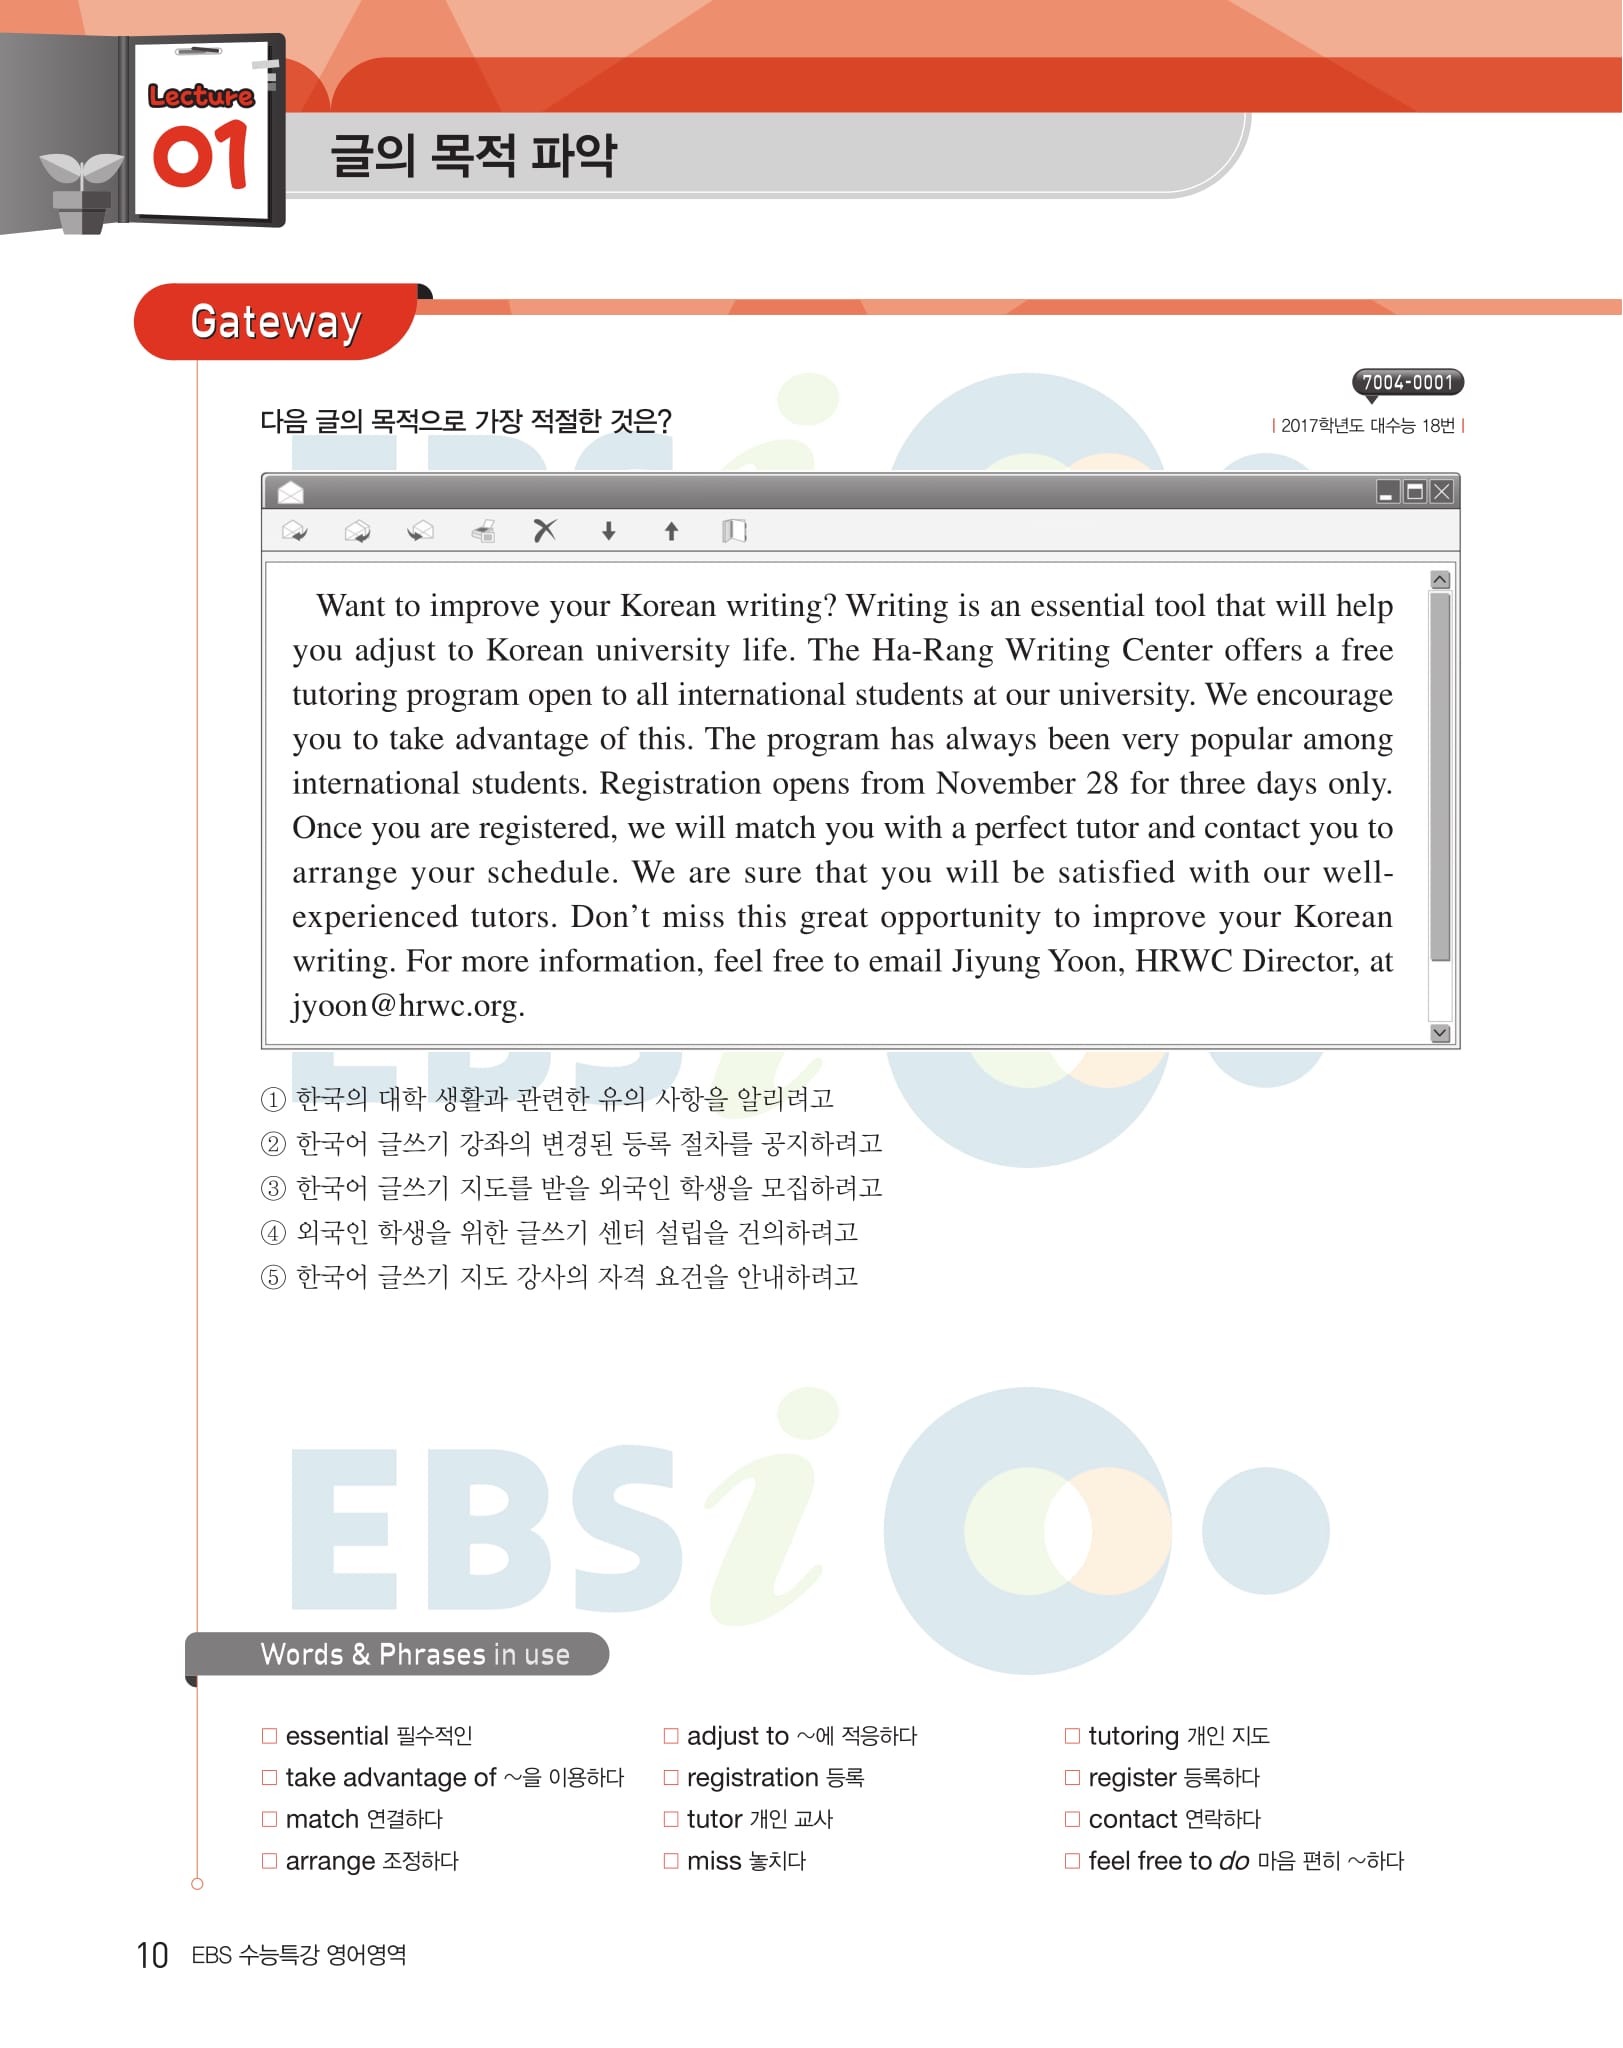 Lecture
01
글의 목적 파악
Gateway
7004-0001
다음 글의 목적으로 가장 적절한 것은?
| 2017학년도 대수능 18번 |
Want to improve your Korean writing? Writing is an essential tool that will help
you adjust to Korean university life. The Ha-Rang Writing Center offers a free
tutoring program open to all international students at our university. We encourage
you to take advantage of this. The program has always been very popular among
international students. Registration opens from November 28 for three days only.
Once you are registered, we will match you with a perfect tutor and contact you to
arrange your schedule. We are sure that you will be satisfied with our well-
experienced tutors. Don’t miss this great opportunity to improve your Korean
writing. For more information, feel free to email Jiyung Yoon, HRWC Director, at
jyoon@hrwc.org.
① 한국의 대학 생활과 관련한 유의 사항을 알리려고
② 한국어 글쓰기 강좌의 변경된 등록 절차를 공지하려고
③ 한국어 글쓰기 지도를 받을 외국인 학생을 모집하려고
④ 외국인 학생을 위한 글쓰기 센터 설립을 건의하려고
⑤ 한국어 글쓰기 지도 강사의 자격 요건을 안내하려고
EBSi
Words & Phrases in use
□ essential 필수적인
□ adjust to ~에 적응하다
□ tutoring 개인 지도
□ take advantage of ~을 이용하다
□ registration 등록
□ register 등록하다
□ match 연결하다
□ tutor 개인 교사
□ contact 연락하다
□ arrange 조정하다
□ miss 놓치다
□ feel free to do 마음 편히 ~하다
10 EBS 수능특강 영어영역